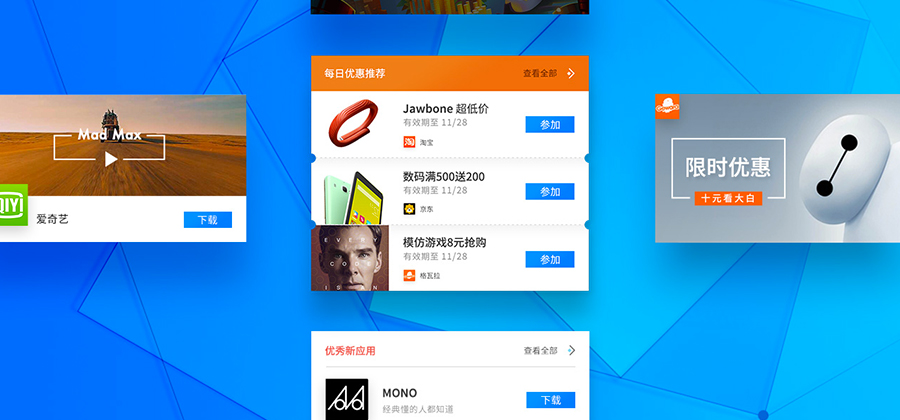 Mad Max
QIYI
爱奇艺
下载
每日优惠推荐
查看全部
Jawbone 超低价
有效期至 11/28
参加
淘
淘宝
数码满500送200
有效期至 11/28
参加
京东
EVERY
CODE
IS
模仿游戏8元抢购
有效期至 11/28
参加
格瓦拉
优秀新应用
查看全部
MONO
经典懂的人都知道
下载
限时优惠
十元看大白